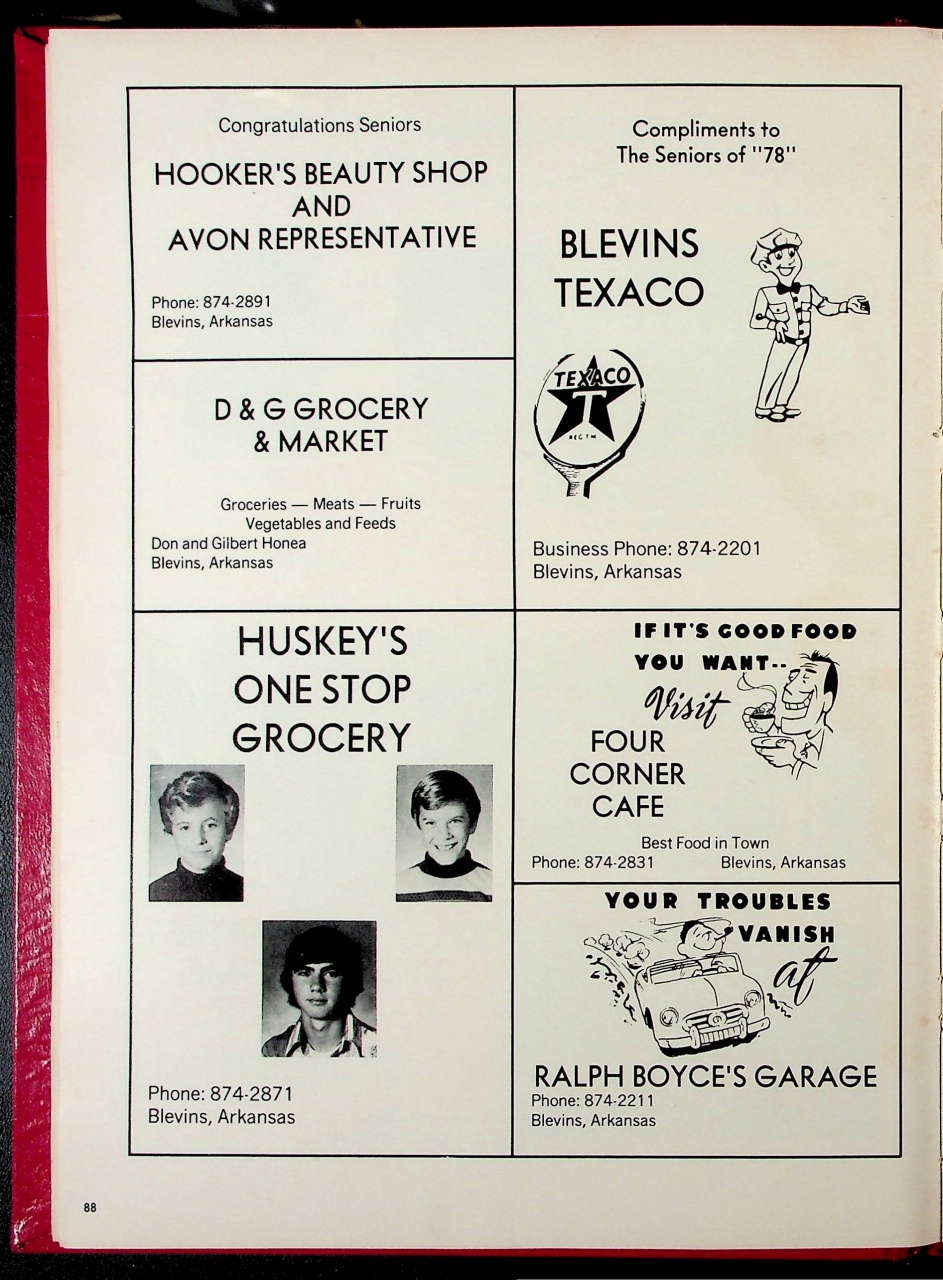 Congratulations Seniors
HOOKER'S BEAUTY SHOP
AND
AVON REPRESENTATIVE
Phone: 874-2891
Blevins, Arkansas
Compliments to
The Seniors of "78"
BLEVINS
TEXACO
TEXACO
T
REG TM
Business Phone: 874-2201
Blevins, Arkansas
D & G GROCERY
& MARKET
Groceries — Meats — Fruits
Vegetables and Feeds
Don and Gilbert Honea
Blevins, Arkansas
HUSKEY'S
ONE STOP
GROCERY
Phone: 874-2871
Blevins, Arkansas
IF IT'S GOOD FOOD
YOU WANT--
Visit
FOUR
CORNER
CAFE
Best Food in Town
Phone: 874-2831 Blevins, Arkansas
YOUR TROUBLES
VANISH
at
RALPH BOYCE'S GARAGE
Phone: 874-2211
Blevins, Arkansas
88